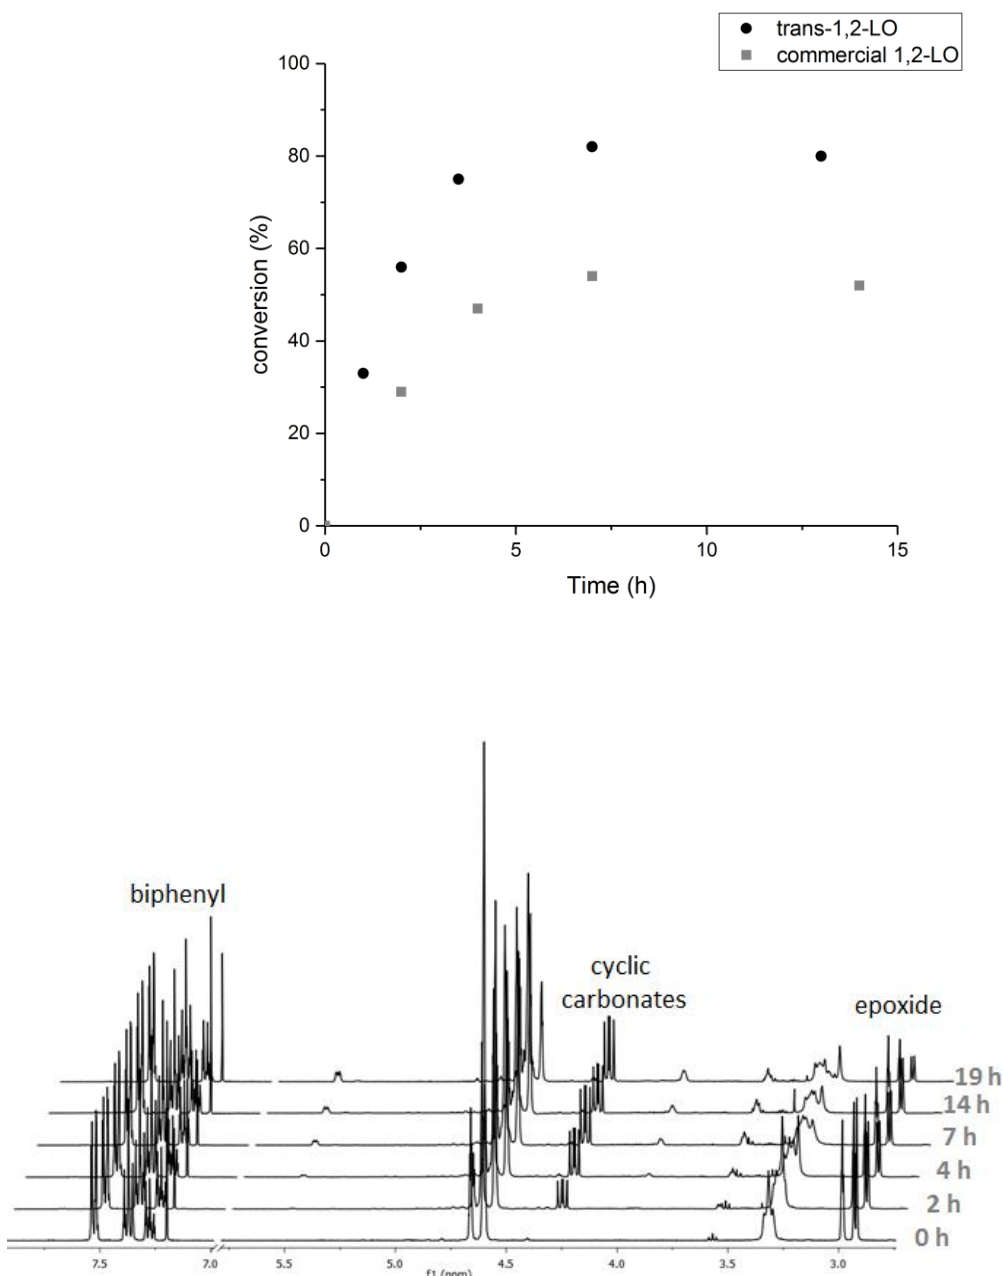 trans-1,2-LO
commercial 1,2-LO
100
80
60
40
20
0
conversion (%)
0 5 10 15
Time (h)
biphenyl
cyclic
carbonates
epoxide
19 h
14 h
7 h
4 h
2 h
0 h
7.5 7.0 5.5 5.0 4.5 4.0 3.5 3.0
f1 (ppm)